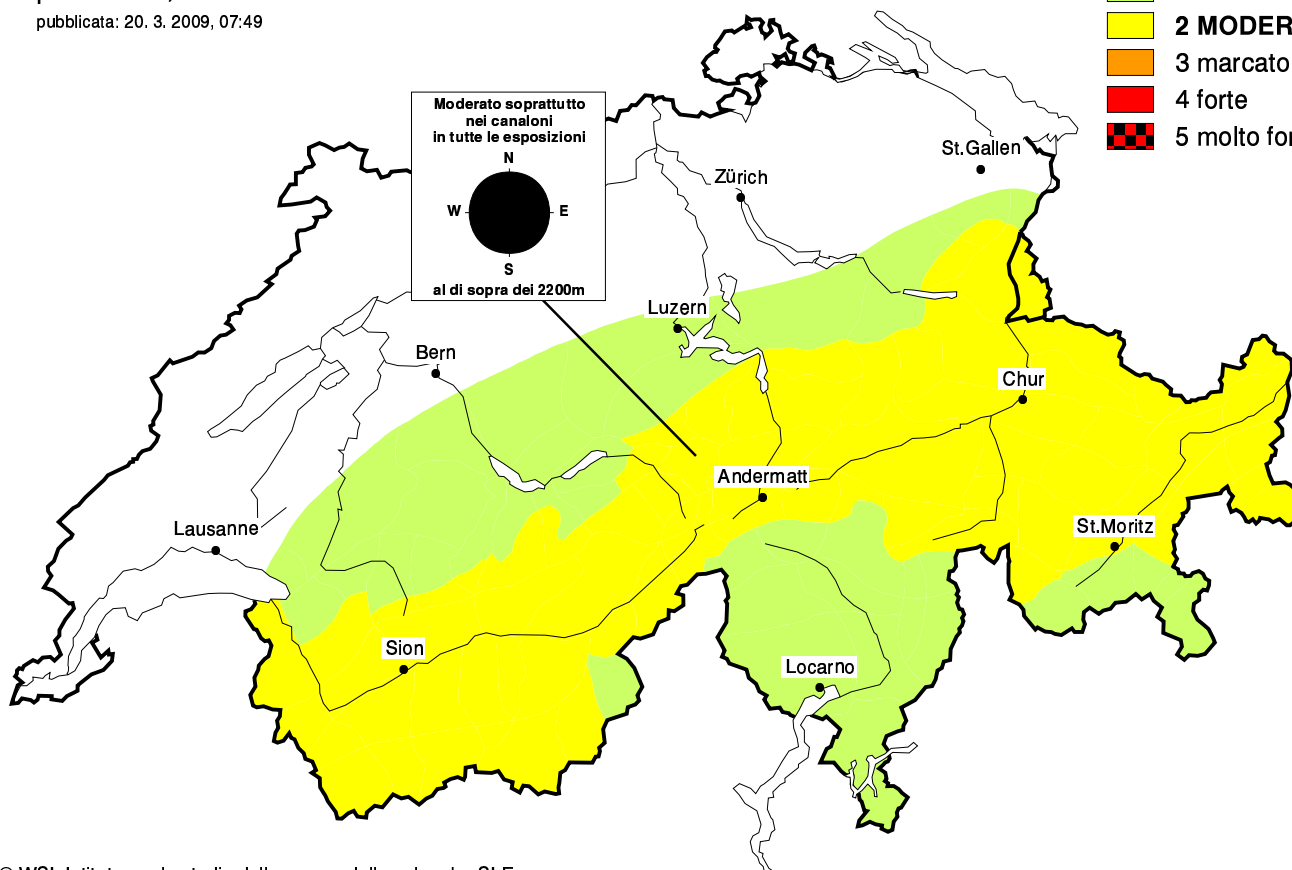 pubblicata: 20. 3. 2009, 07:49
2 MODER
3 marcato
4 forte
5 molto for
Moderato soprattutto
nei canaloni
in tutte le esposizioni
N
W
E
S
al di sopra dei 2200m
St.Gallen
Zürich
Luzern
Bern
Chur
Andermatt
Lausanne
St.Moritz
Sion
Locarno